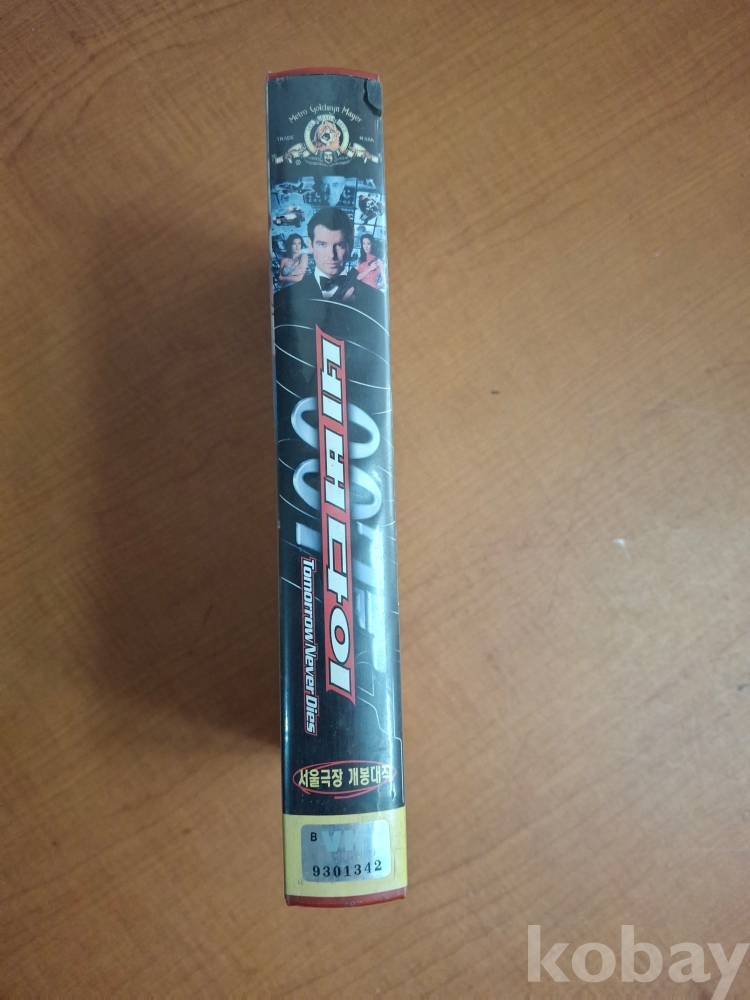 Metro Goldwyn Mayer
TRADE MARK
007
네버다이
Tomorrow Never Dies
서울극장 개봉대작
B
9301342
kobay